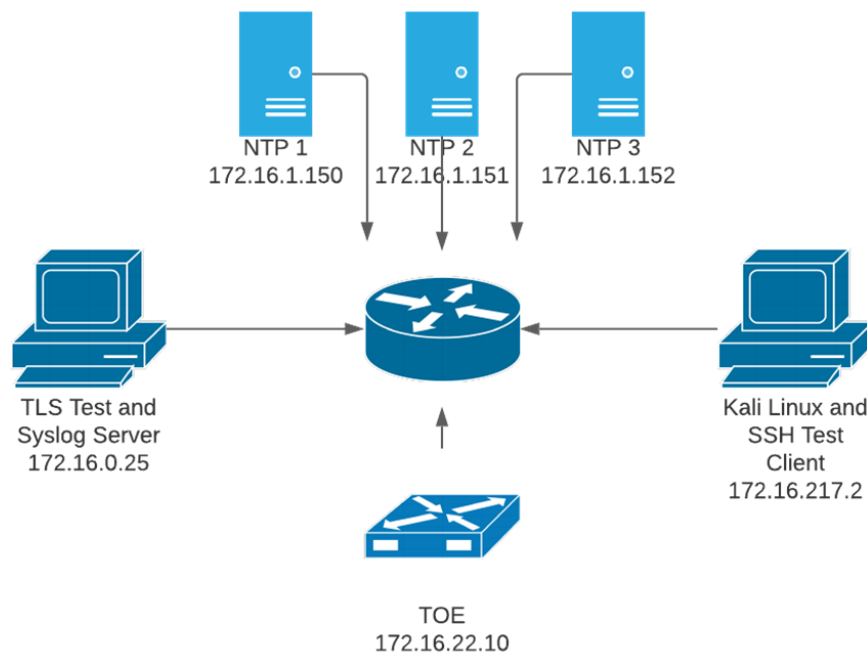 NTP 1
172.16.1.150
NTP 2
172.16.1.151
NTP 3
172.16.1.152
TLS Test and
Syslog Server
172.16.0.25
Kali Linux and
SSH Test
Client
172.16.217.2
TOE
172.16.22.10